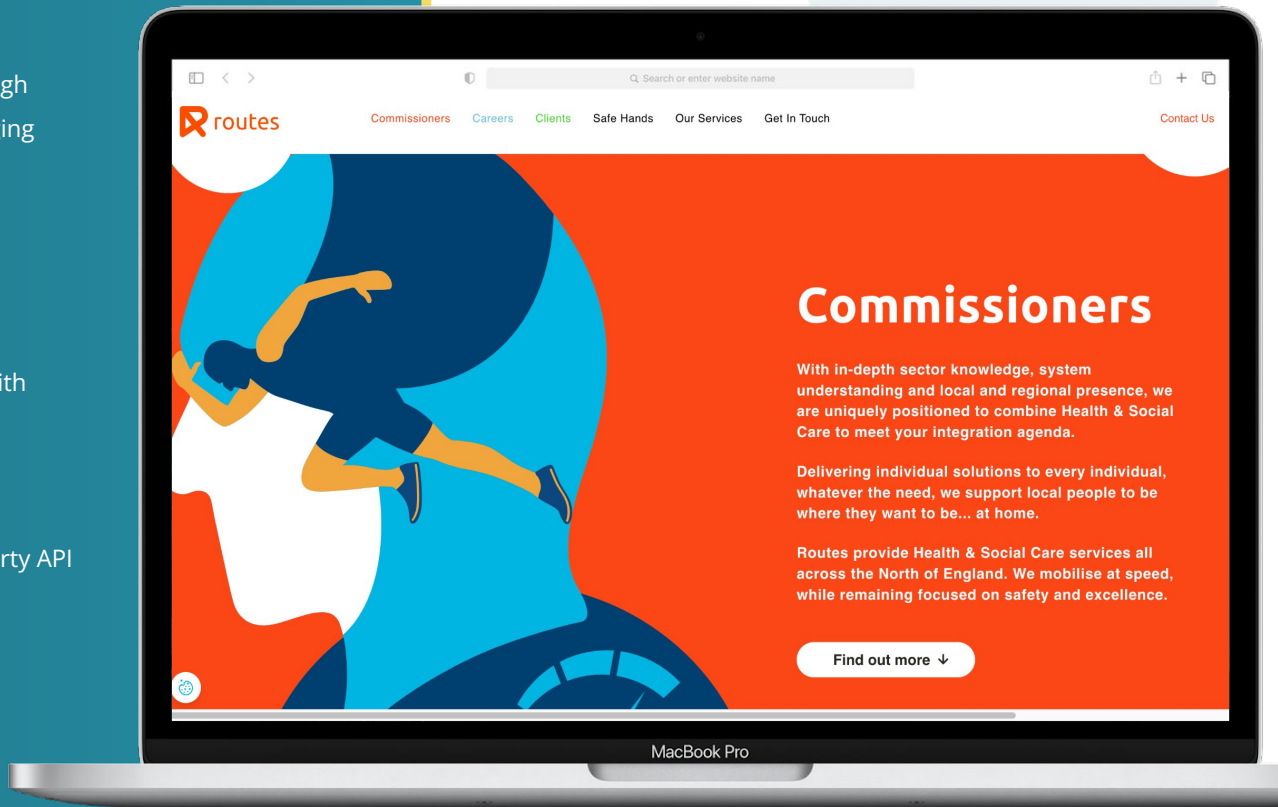 gh
ing
ith
rty API
Search or enter website name
routes
Commissioners Careers Clients Safe Hands Our Services Get In Touch Contact Us
Commissioners
With in-depth sector knowledge, system
understanding and local and regional presence, we
are uniquely positioned to combine Health & Social
Care to meet your integration agenda.
Delivering individual solutions to every individual,
whatever the need, we support local people to be
where they want to be... at home.
Routes provide Health & Social Care services all
across the North of England. We mobilise at speed,
while remaining focused on safety and excellence.
Find out more ↓
MacBook Pro